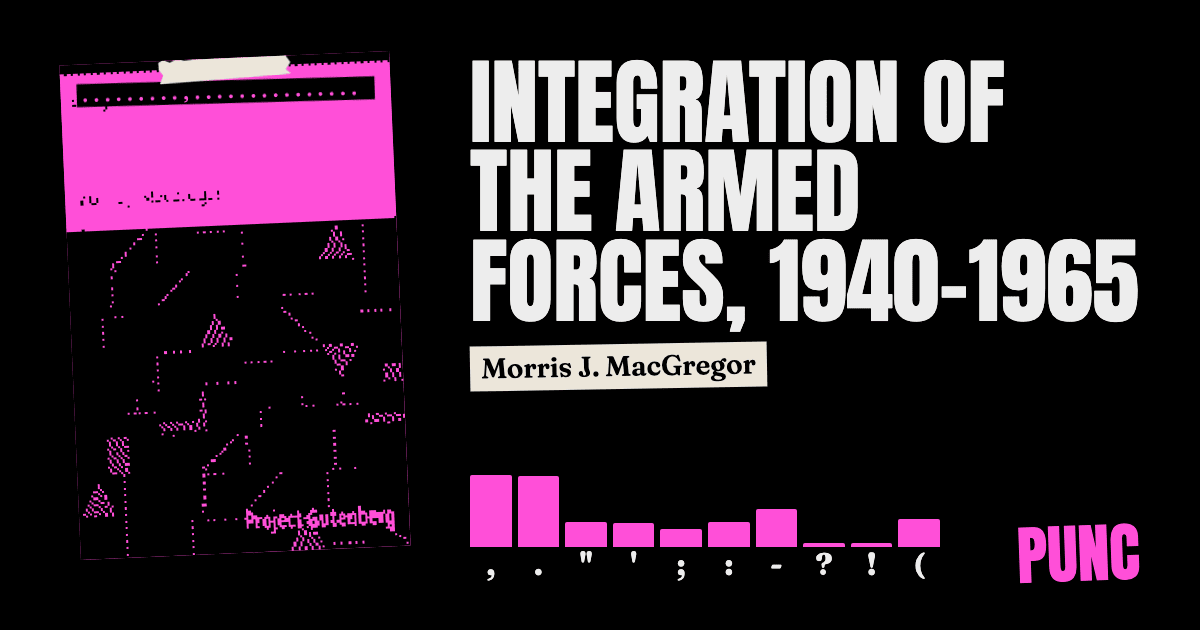 INTEGRATION OF
THE ARMED
FORCES, 1940-1965
Morris J. MacGregor
Project Gutenberg
, . " ' ; : - ? ! (
PUNC